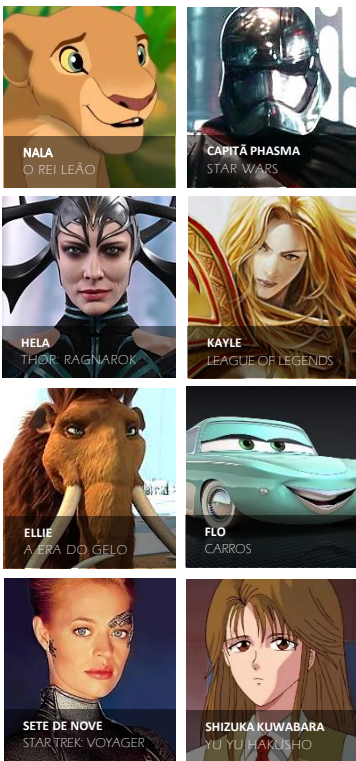 NALA
O REI LEÃO
CAPITÃ PHASMA
STAR WARS
HELA
THOR: RAGNAROK
KAYLE
LEAGUE OF LEGENDS
ELLIE
A ERA DO GELO
FLO
CARROS
SETE DE NOVE
STAR TREK: VOYAGER
SHIZUKA KUWABARA
YU YU HAKUSHO